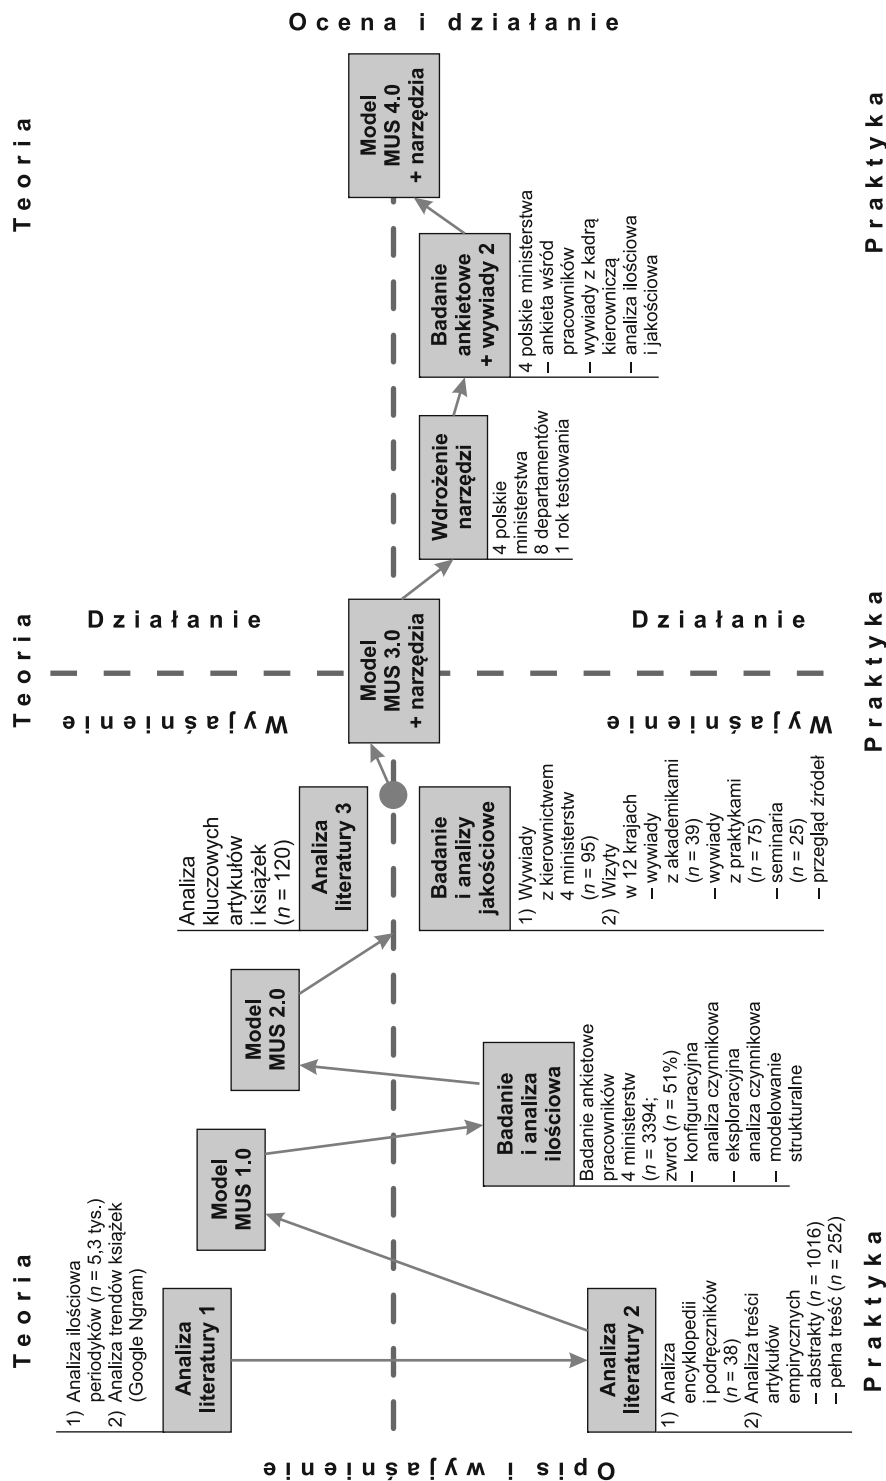 Teoria
Teoria
Teoria
Opis i wyjaśnienie
1) Analiza ilościowa
periodyków (n = 5,3 tys.)
2) Analiza trendów książek
(Google Ngram)
Analiza
literatury 1
Analiza
literatury 2
1) Analiza
encyklopedii
i podręczników
(n = 38)
2) Analiza treści
artykułów
empirycznych
– abstrakty (n = 1016)
– pełna treść (n = 252)
Model
MUS 1.0
Badanie
i analiza
ilościowa
Badanie ankietowe
pracowników
4 ministerstw
(n = 3394;
zwrot (n = 51%)
– konfiguracyjna
analiza czynnikowa
– eksploracyjna
analiza czynnikowa
– modelowanie
strukturalne
Model
MUS 2.0
Analiza
kluczowych
artykułów
i książek
(n = 120)
Analiza
literatury 3
Badanie
i analizy
jakościowe
1) Wywiady
z kierownictwem
4 ministerstw
(n = 95)
2) Wizyty
w 12 krajach
– wywiady
z akademikami
(n = 39)
– wywiady
z praktykami
(n = 75)
– seminaria
(n = 25)
– przegląd źródeł
Wyjaśnienie
Działanie
Model
MUS 3.0
+ narzędzia
Wyjaśnienie
Działanie
Wdrożenie
narzędzi
4 polskie
ministerstwa
8 departamentów
1 rok testowania
Badanie
ankietowe
+ wywiady 2
4 polskie ministerstwa
– ankieta wśród
pracowników
– wywiady z kadrą
kierowniczą
– analiza ilościowa
i jakościowa
Model
MUS 4.0
+ narzędzia
Ocena i działanie
Praktyka
Praktyka
Praktyka